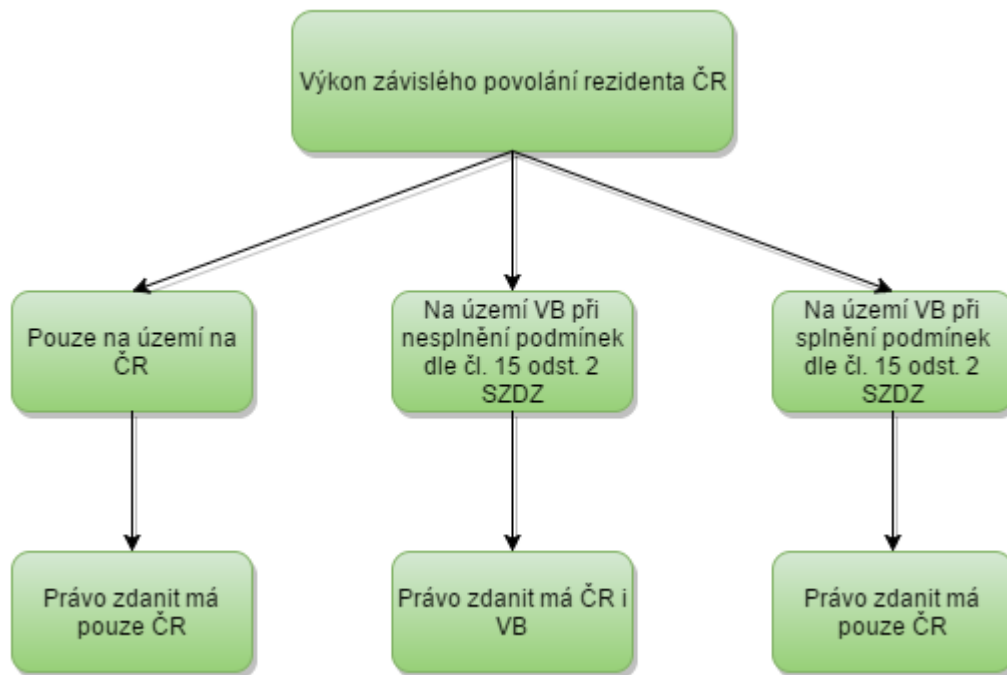 Výkon závislého povolání rezidenta ČR
Pouze na území na
ČR
Na území VB při
nesplnění podmínek
dle čl. 15 odst. 2
SZDZ
Na území VB při
splnění podmínek
dle čl. 15 odst. 2
SZDZ
Právo zdanit má
pouze ČR
Právo zdanit má ČR i
VB
Právo zdanit má
pouze ČR